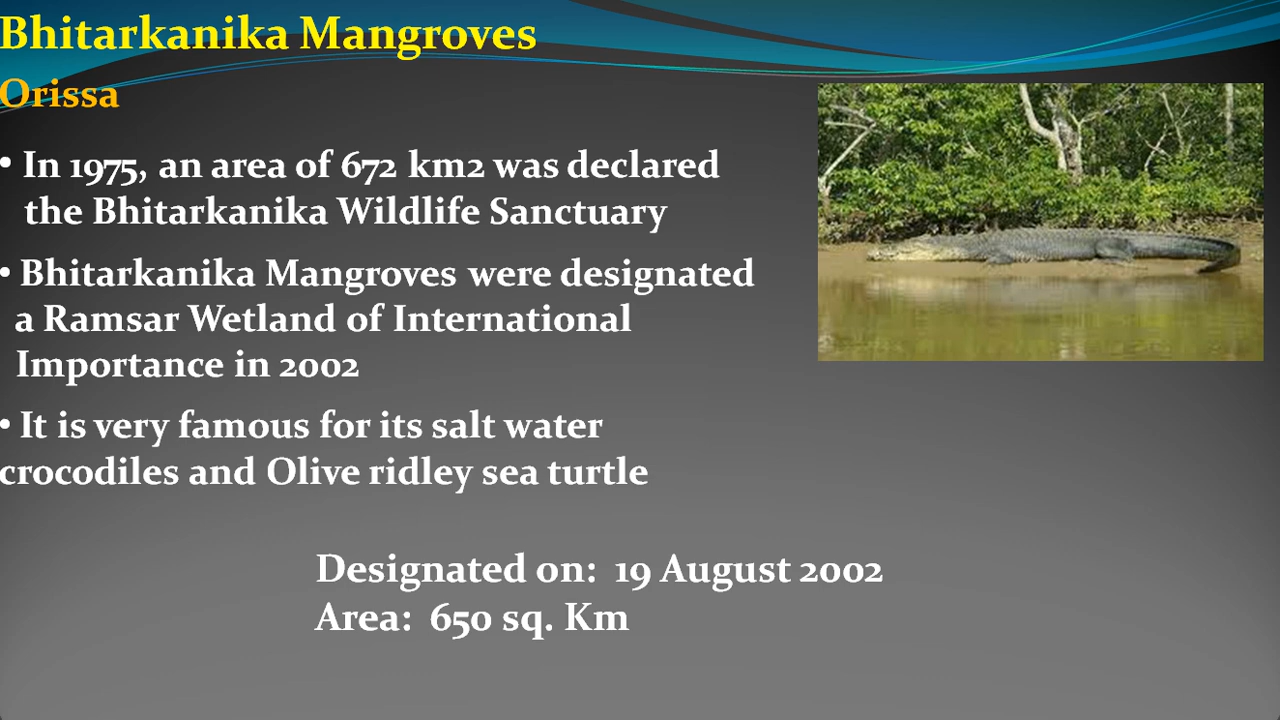 Bhitarkanika Mangroves
Orissa
• In 1975, an area of 672 km2 was declared
the Bhitarkanika Wildlife Sanctuary
• Bhitarkanika Mangroves were designated
a Ramsar Wetland of International
Importance in 2002
• It is very famous for its salt water
crocodiles and Olive ridley sea turtle
Designated on: 19 August 2002
Area: 650 sq. Km